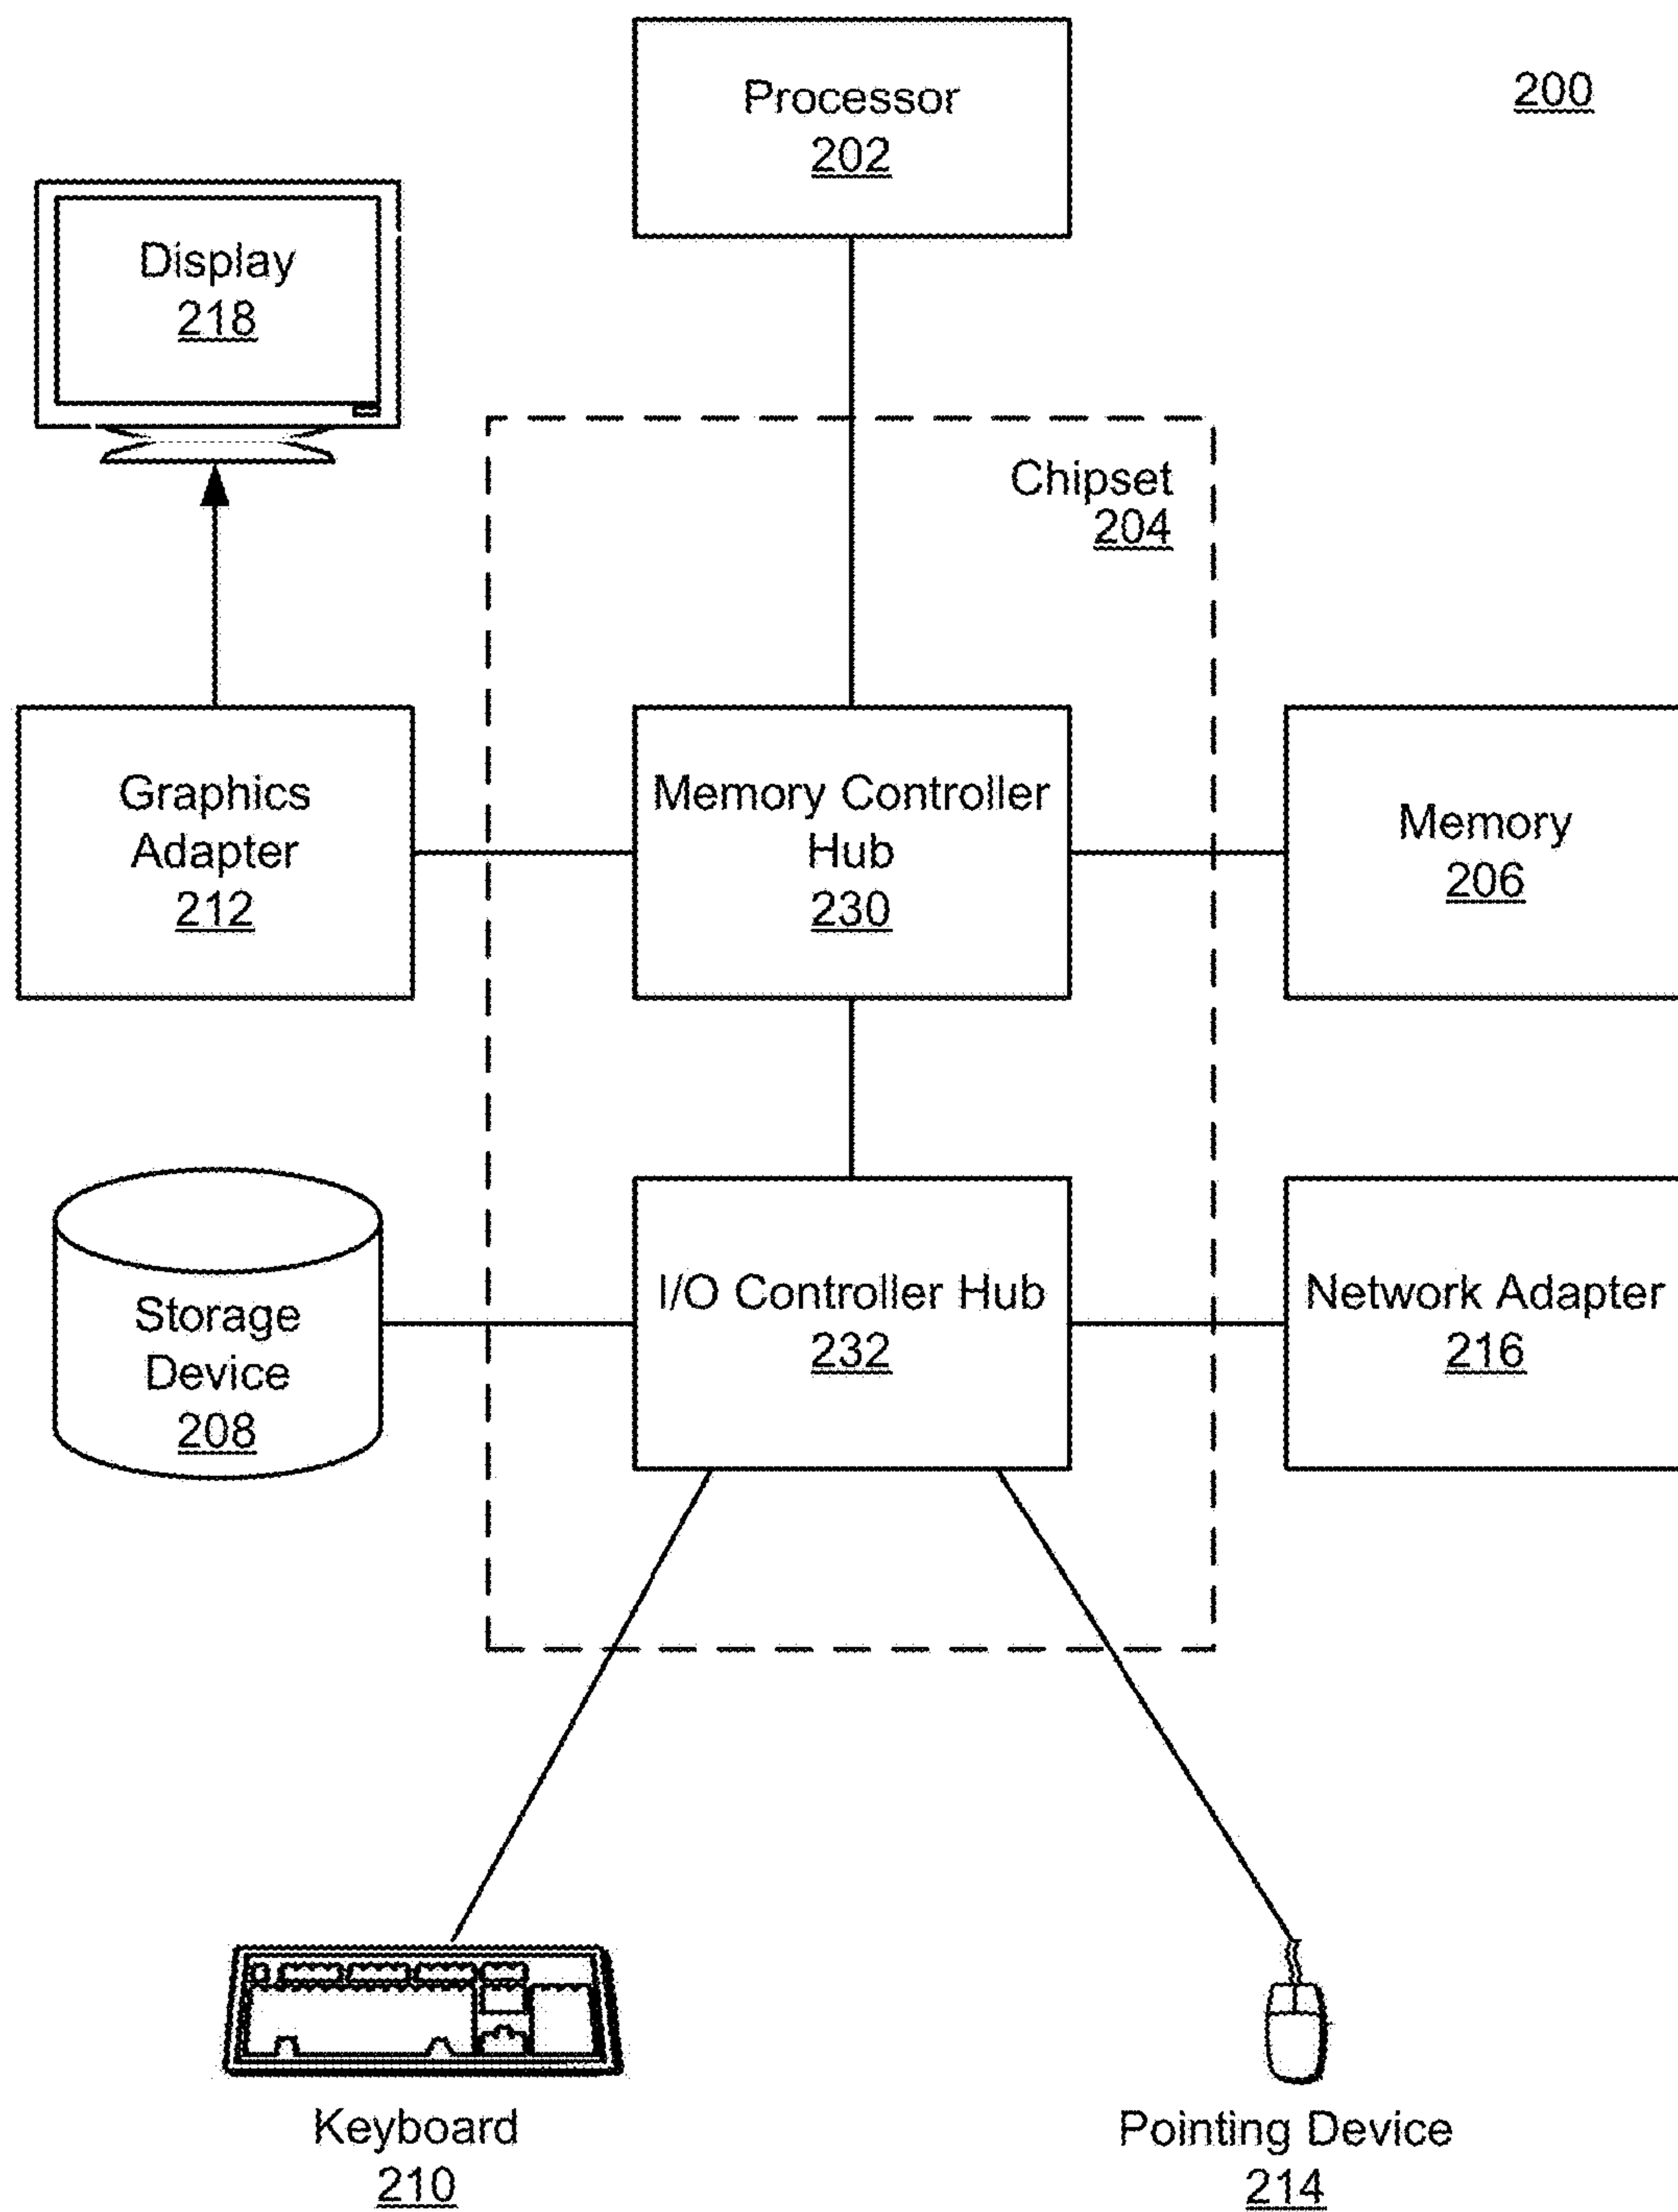 200
Processor
202
Display
218
Chipset
204
Graphics
Adapter
212
Memory Controller
Hub
230
Memory
206
Storage
Device
208
I/O Controller Hub
232
Network Adapter
216
Keyboard
210
Pointing Device
214